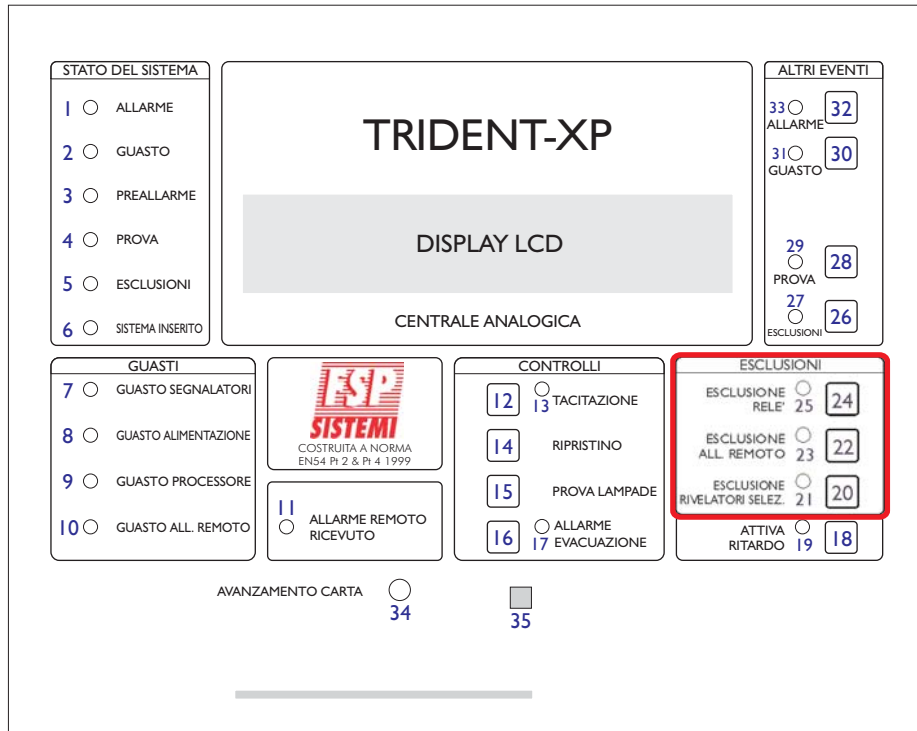 STATO DEL SISTEMA
1 ALLARME
2 GUASTO
3 PREALLARME
4 PROVA
5 ESCLUSIONI
6 SISTEMA INSERITO
TRIDENT-XP
DISPLAY LCD
CENTRALE ANALOGICA
ALTRI EVENTI
33 32
ALLARME
31 30
GUASTO
29
28
PROVA
27
26
ESCLUSIONI
GUASTI
7 GUASTO SEGNALATORI
8 GUASTO ALIMENTAZIONE
9 GUASTO PROCESSORE
10 GUASTO ALL. REMOTO
ESP
SISTEMI
COSTRUITA A NORMA
EN54 Pt 2 & Pt 4 1999
11
ALLARME REMOTO
RICEVUTO
CONTROLLI
12 13 TACITAZIONE
14 RIPRISTINO
15 PROVA LAMPADE
16 ALLARME
17 EVACUAZIONE
ESCLUSIONI
ESCLUSIONE
RELE' 25 24
ESCLUSIONE
ALL. REMOTO 23 22
ESCLUSIONE
RIVELATORI SELEZ. 21 20
ATTIVA
RITARDO 19 18
AVANZAMENTO CARTA
34
35